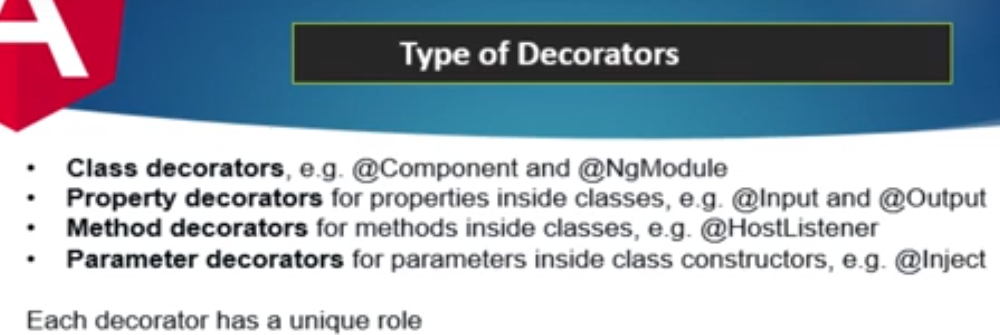 Type of Decorators
• Class decorators, e.g. @Component and @NgModule
• Property decorators for properties inside classes, e.g. @Input and @Output
• Method decorators for methods inside classes, e.g. @HostListener
• Parameter decorators for parameters inside class constructors, e.g. @Inject
Each decorator has a unique role